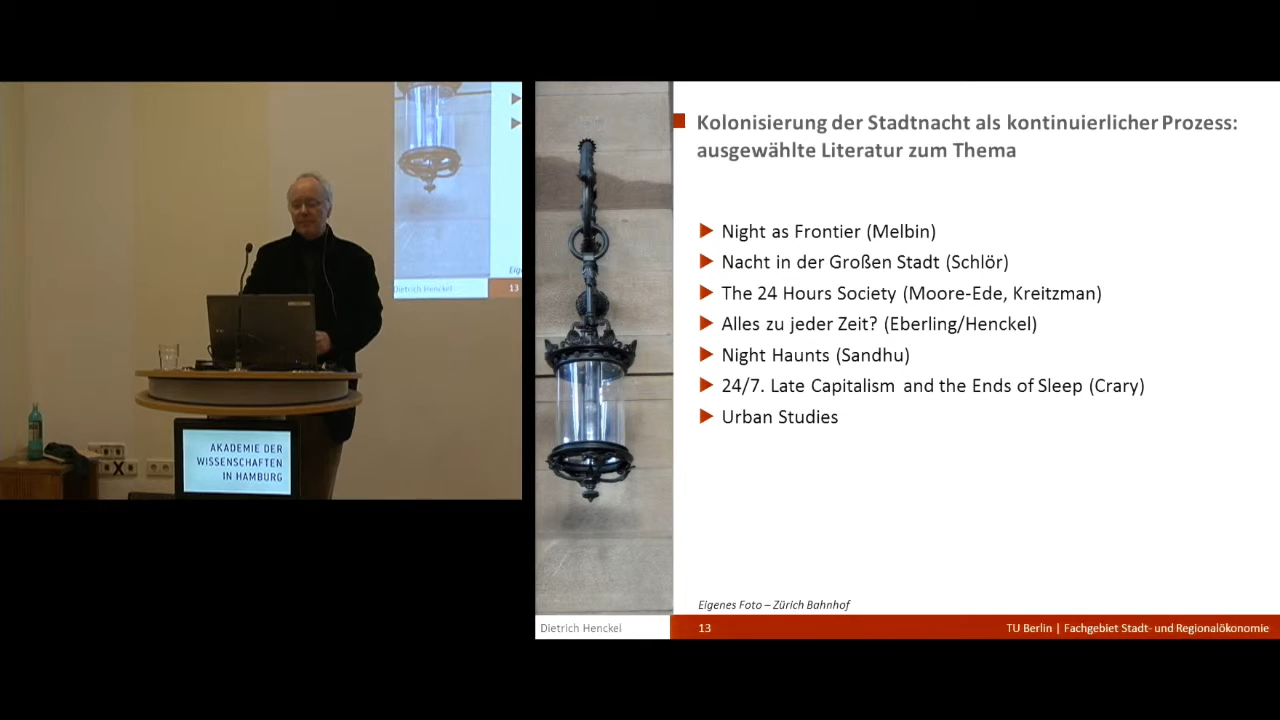 Dietrich Henckel
13
AKADEMIE DER
WISSENSCHAFTEN
IN HAMBURG
Kolonisierung der Stadtnacht als kontinuierlicher Prozess:
ausgewählte Literatur zum Thema
Night as Frontier (Melbin)
Nacht in der Großen Stadt (Schlör)
The 24 Hours Society (Moore-Ede, Kreitzman)
Alles zu jeder Zeit? (Eberling/Henckel)
Night Haunts (Sandhu)
24/7. Late Capitalism and the Ends of Sleep (Crary)
Urban Studies
Eigenes Foto – Zürich Bahnhof
Dietrich Henckel
13
TU Berlin | Fachgebiet Stadt- und Regionalökonomie